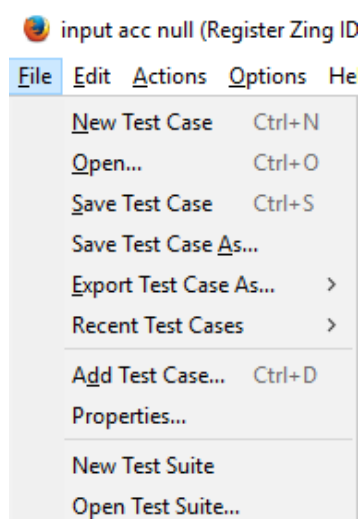 input acc null (Register Zing ID
File Edit Actions Options He
New Test Case Ctrl+N
Open... Ctrl+O
Save Test Case Ctrl+S
Save Test Case As...
Export Test Case As... >
Recent Test Cases >
Add Test Case... Ctrl+D
Properties...
New Test Suite
Open Test Suite...